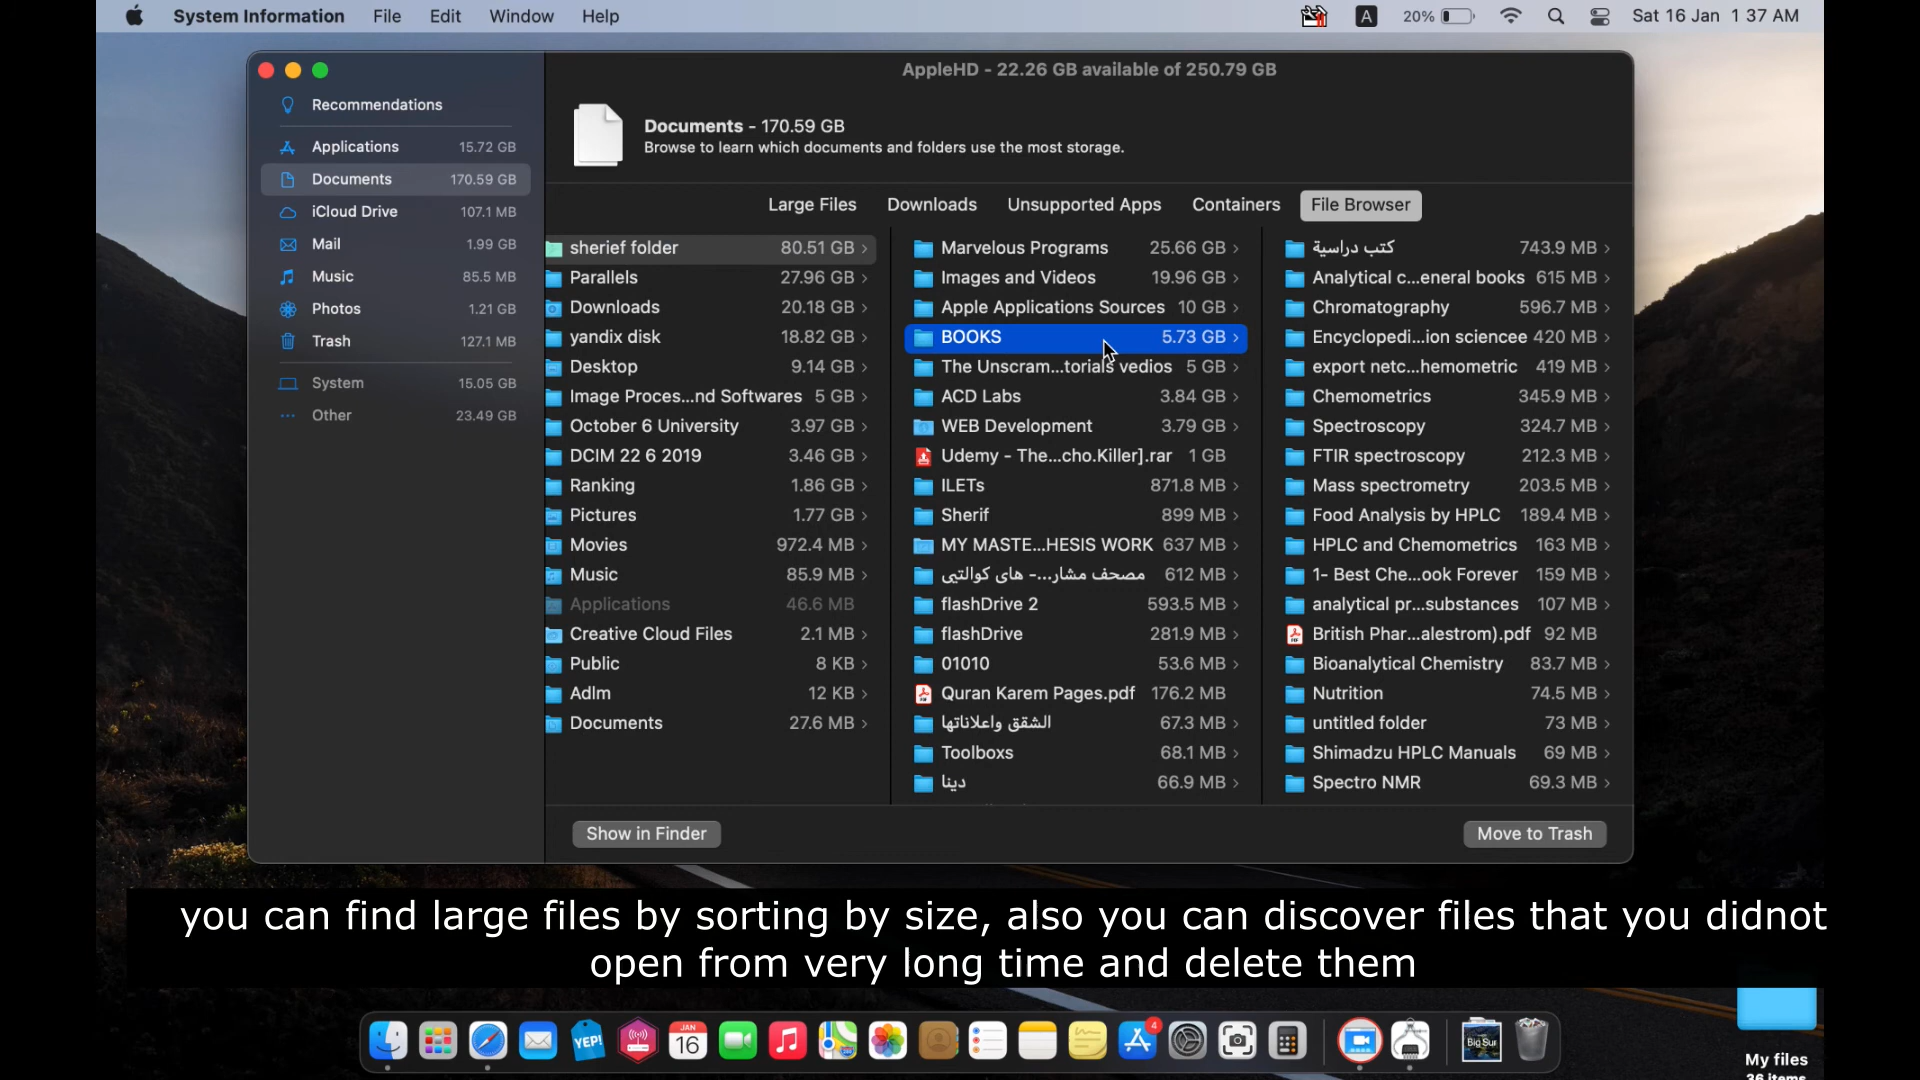 System Information File Edit Window Help A 20% Sat 16 Jan 1 37 AM
AppleHD - 22.26 GB available of 250.79 GB
Recommendations
Applications 15.72 GB
Documents 170.59 GB
iCloud Drive 107.1 MB
Mail 1.99 GB
Music 85.5 MB
Photos 1.21 GB
Trash 127.1 MB
System 15.05 GB
Other 23.49 GB
Documents - 170.59 GB
Browse to learn which documents and folders use the most storage.
Large Files Downloads Unsupported Apps Containers File Browser
sherief folder 80.51 GB
Parallels 27.96 GB
Downloads 20.18 GB
yandix disk 18.82 GB
Desktop 9.14 GB
Image Proces...nd Softwares 5 GB
October 6 University 3.97 GB
DCIM 22 6 2019 3.46 GB
Ranking 1.86 GB
Pictures 1.77 GB
Movies 972.4 MB
Music 85.9 MB
Applications 46.6 MB
Creative Cloud Files 2.1 MB
Public 8 KB
Adlm 12 KB
Documents 27.6 MB
Marvelous Programs 25.66 GB
Images and Videos 19.96 GB
Apple Applications Sources 10 GB
BOOKS 5.73 GB
The Unscram...torials vedios 5 GB
ACD Labs 3.84 GB
WEB Development 3.79 GB
Udemy - The...cho.Killer].rar 1 GB
ILETs 871.8 MB
Sherif 899 MB
MY MASTE...HESIS WORK 637 MB
مصحف مشار...- هاى كوالتيى 612 MB
flashDrive 2 593.5 MB
flashDrive 281.9 MB
01010 53.6 MB
Quran Karem Pages.pdf 176.2 MB
الشقق واعلاناتها 67.3 MB
Toolboxs 68.1 MB
دينا 66.9 MB
كتب دراسية 743.9 MB
Analytical c...eneral books 615 MB
Chromatography 596.7 MB
Encyclopedi...ion sciencee 420 MB
export netc...hemometric 419 MB
Chemometrics 345.9 MB
Spectroscopy 324.7 MB
FTIR spectroscopy 212.3 MB
Mass spectrometry 203.5 MB
Food Analysis by HPLC 189.4 MB
HPLC and Chemometrics 163 MB
1- Best Che...ook Forever 159 MB
analytical pr...substances 107 MB
British Phar...alestrom).pdf 92 MB
Bioanalytical Chemistry 83.7 MB
Nutrition 74.5 MB
untitled folder 73 MB
Shimadzu HPLC Manuals 69 MB
Spectro NMR 69.3 MB
Show in Finder Move to Trash
you can find large files by sorting by size, also you can discover files that you didnot
open from very long time and delete them
YEP! JAN 16 4 Big Sur
My files